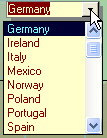 Germany
Germany
Ireland
Italy
Mexico
Norway
Poland
Portugal
Spain